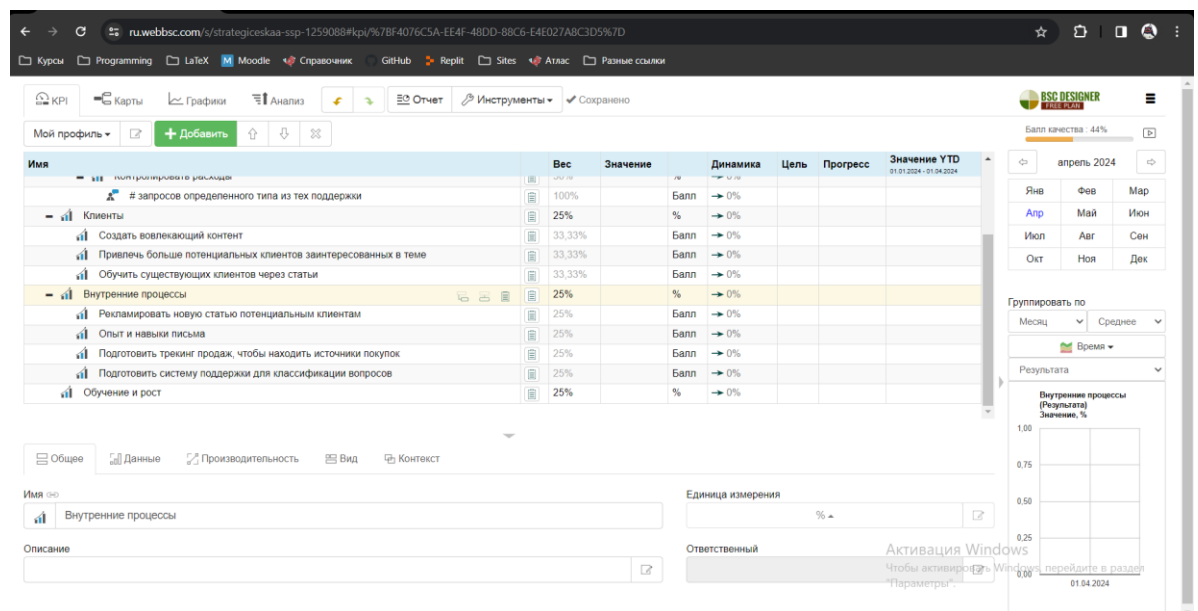 ru.webbsc.com/s/strategiceskaa-ssp-1259088#kpi/%7BF4076C5A-EE4F-48DD-88C6-E4E027A8C3D5%7D
Курсы Programming LaTeX M Moodle Справочник GitHub Replit Sites Атлас Разные ссылки
KPI Карты Графики Анализ Отчет Инструменты Сохранено
BSC DESIGNER
FREE PLAN
Мой профиль Добавить
Балл качества : 44%
Имя Вес Значение Динамика Цель Прогресс Значение YTD
01.01.2024 - 01.04.2024
апрель 2024
Контролировать расходы 50% % 0%
# запросов определенного типа из тех поддержки 100% Балл 0%
Янв Фев Мар
Клиенты 25% % 0%
Апр Май Июн
Создать вовлекающий контент 33,33% Балл 0%
Июл Авг Сен
Привлечь больше потенциальных клиентов заинтересованных в теме 33,33% Балл 0%
Окт Ноя Дек
Обучить существующих клиентов через статьи 33,33% Балл 0%
Внутренние процессы 25% % 0%
Группировать по
Рекламировать новую статью потенциальным клиентам 25% Балл 0%
Месяц Среднее
Опыт и навыки письма 25% Балл 0%
Время
Подготовить трекинг продаж, чтобы находить источники покупок 25% Балл 0%
Результата
Подготовить систему поддержки для классификации вопросов 25% Балл 0%
Обучение и рост 25% % 0%
Внутренние процессы
(Результата)
Значение, %
1,00
0,75
0,50
0,25
0,00
01.04.2024
Общее Данные Производительность Вид Контекст
Имя Единица измерения
Внутренние процессы %
Описание Ответственный
Активация Windows
Чтобы активировать Windows, перейдите в раздел
"Параметры".